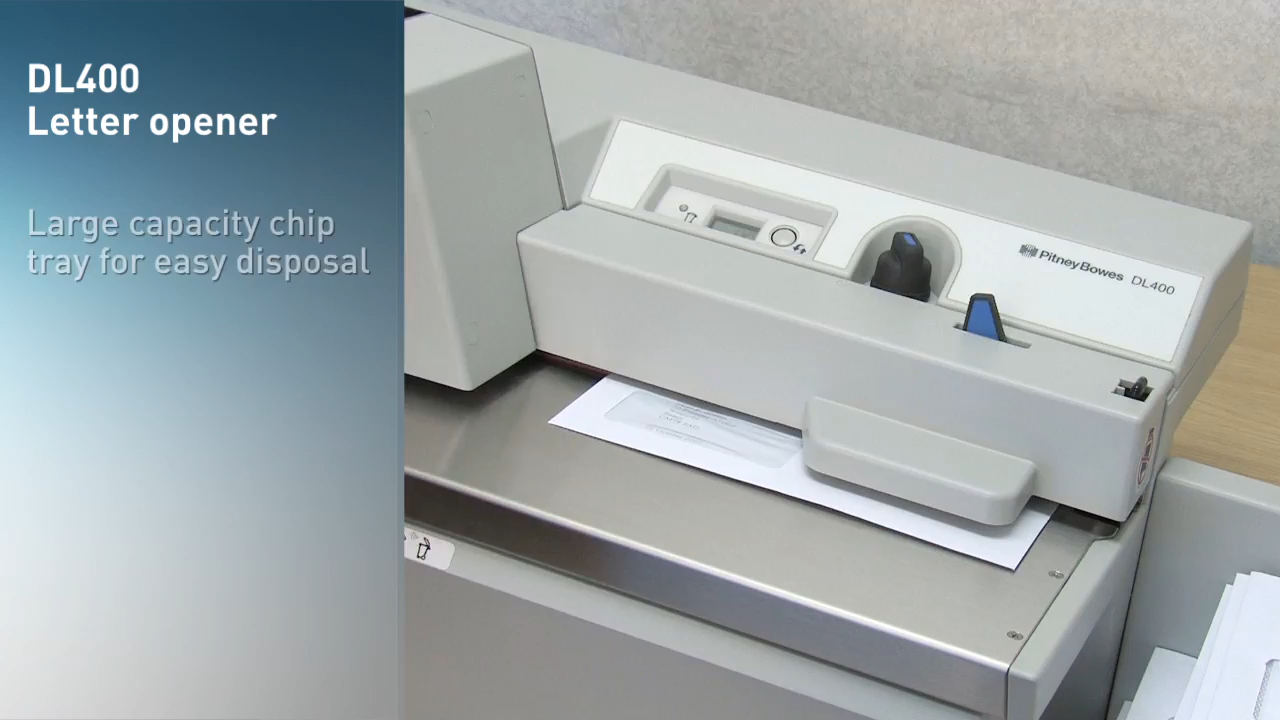 DL400
Letter opener
Large capacity chip
tray for easy disposal
PitneyBowes DL400